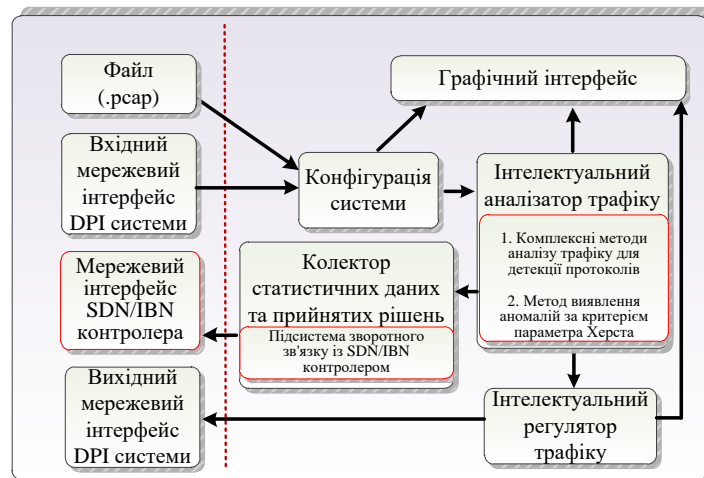 Файл
(.pcap)
Графічний інтерфейс
Вхідний
мережевий
інтерфейс
DPI системи
Конфігурація
системи
Інтелектуальний
аналізатор трафіку
1. Комплексні методи
аналізу трафіку для
детекції протоколів
2. Метод виявлення
аномалій за критерієм
параметра Херста
Мережевий
інтерфейс
SDN/IBN
контролера
Колектор
статистичних даних
та прийнятих рішень
Підсистема зворотного
зв'язку із SDN/IBN
контролером
Вихідний
мережевий
інтерфейс
DPI системи
Інтелектуальний
регулятор
трафіку